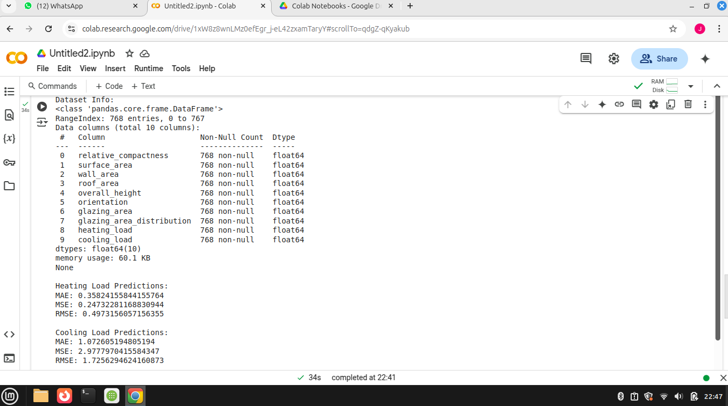 (12) WhatsApp
Untitled2.ipynb - Colab
Colab Notebooks - Google D
colab.research.google.com/drive/1xW8z8wnLMz0efEgr_j-eL42zxamTaryY#scrollTo=qdgZ-qKyakub
J
Untitled2.ipynb
File Edit View Insert Runtime Tools Help
Share
J
Commands + Code + Text
RAM
Disk
34s
Dataset Info:
<class 'pandas.core.frame.DataFrame'>
RangeIndex: 768 entries, 0 to 767
Data columns (total 10 columns):
 #   Column                     Non-Null Count  Dtype
---  ------                     --------------  -----
 0   relative_compactness       768 non-null    float64
 1   surface_area               768 non-null    float64
 2   wall_area                  768 non-null    float64
 3   roof_area                  768 non-null    float64
 4   overall_height             768 non-null    float64
 5   orientation                768 non-null    float64
 6   glazing_area               768 non-null    float64
 7   glazing_area_distribution  768 non-null    float64
 8   heating_load               768 non-null    float64
 9   cooling_load               768 non-null    float64
dtypes: float64(10)
memory usage: 60.1 KB
None
Heating Load Predictions:
MAE: 0.35824155844155764
MSE: 0.24732281168830944
RMSE: 0.4973156057156355
Cooling Load Predictions:
MAE: 1.072605194805194
MSE: 2.9777970415584347
RMSE: 1.7256294624160873
34s completed at 22:41
22:47